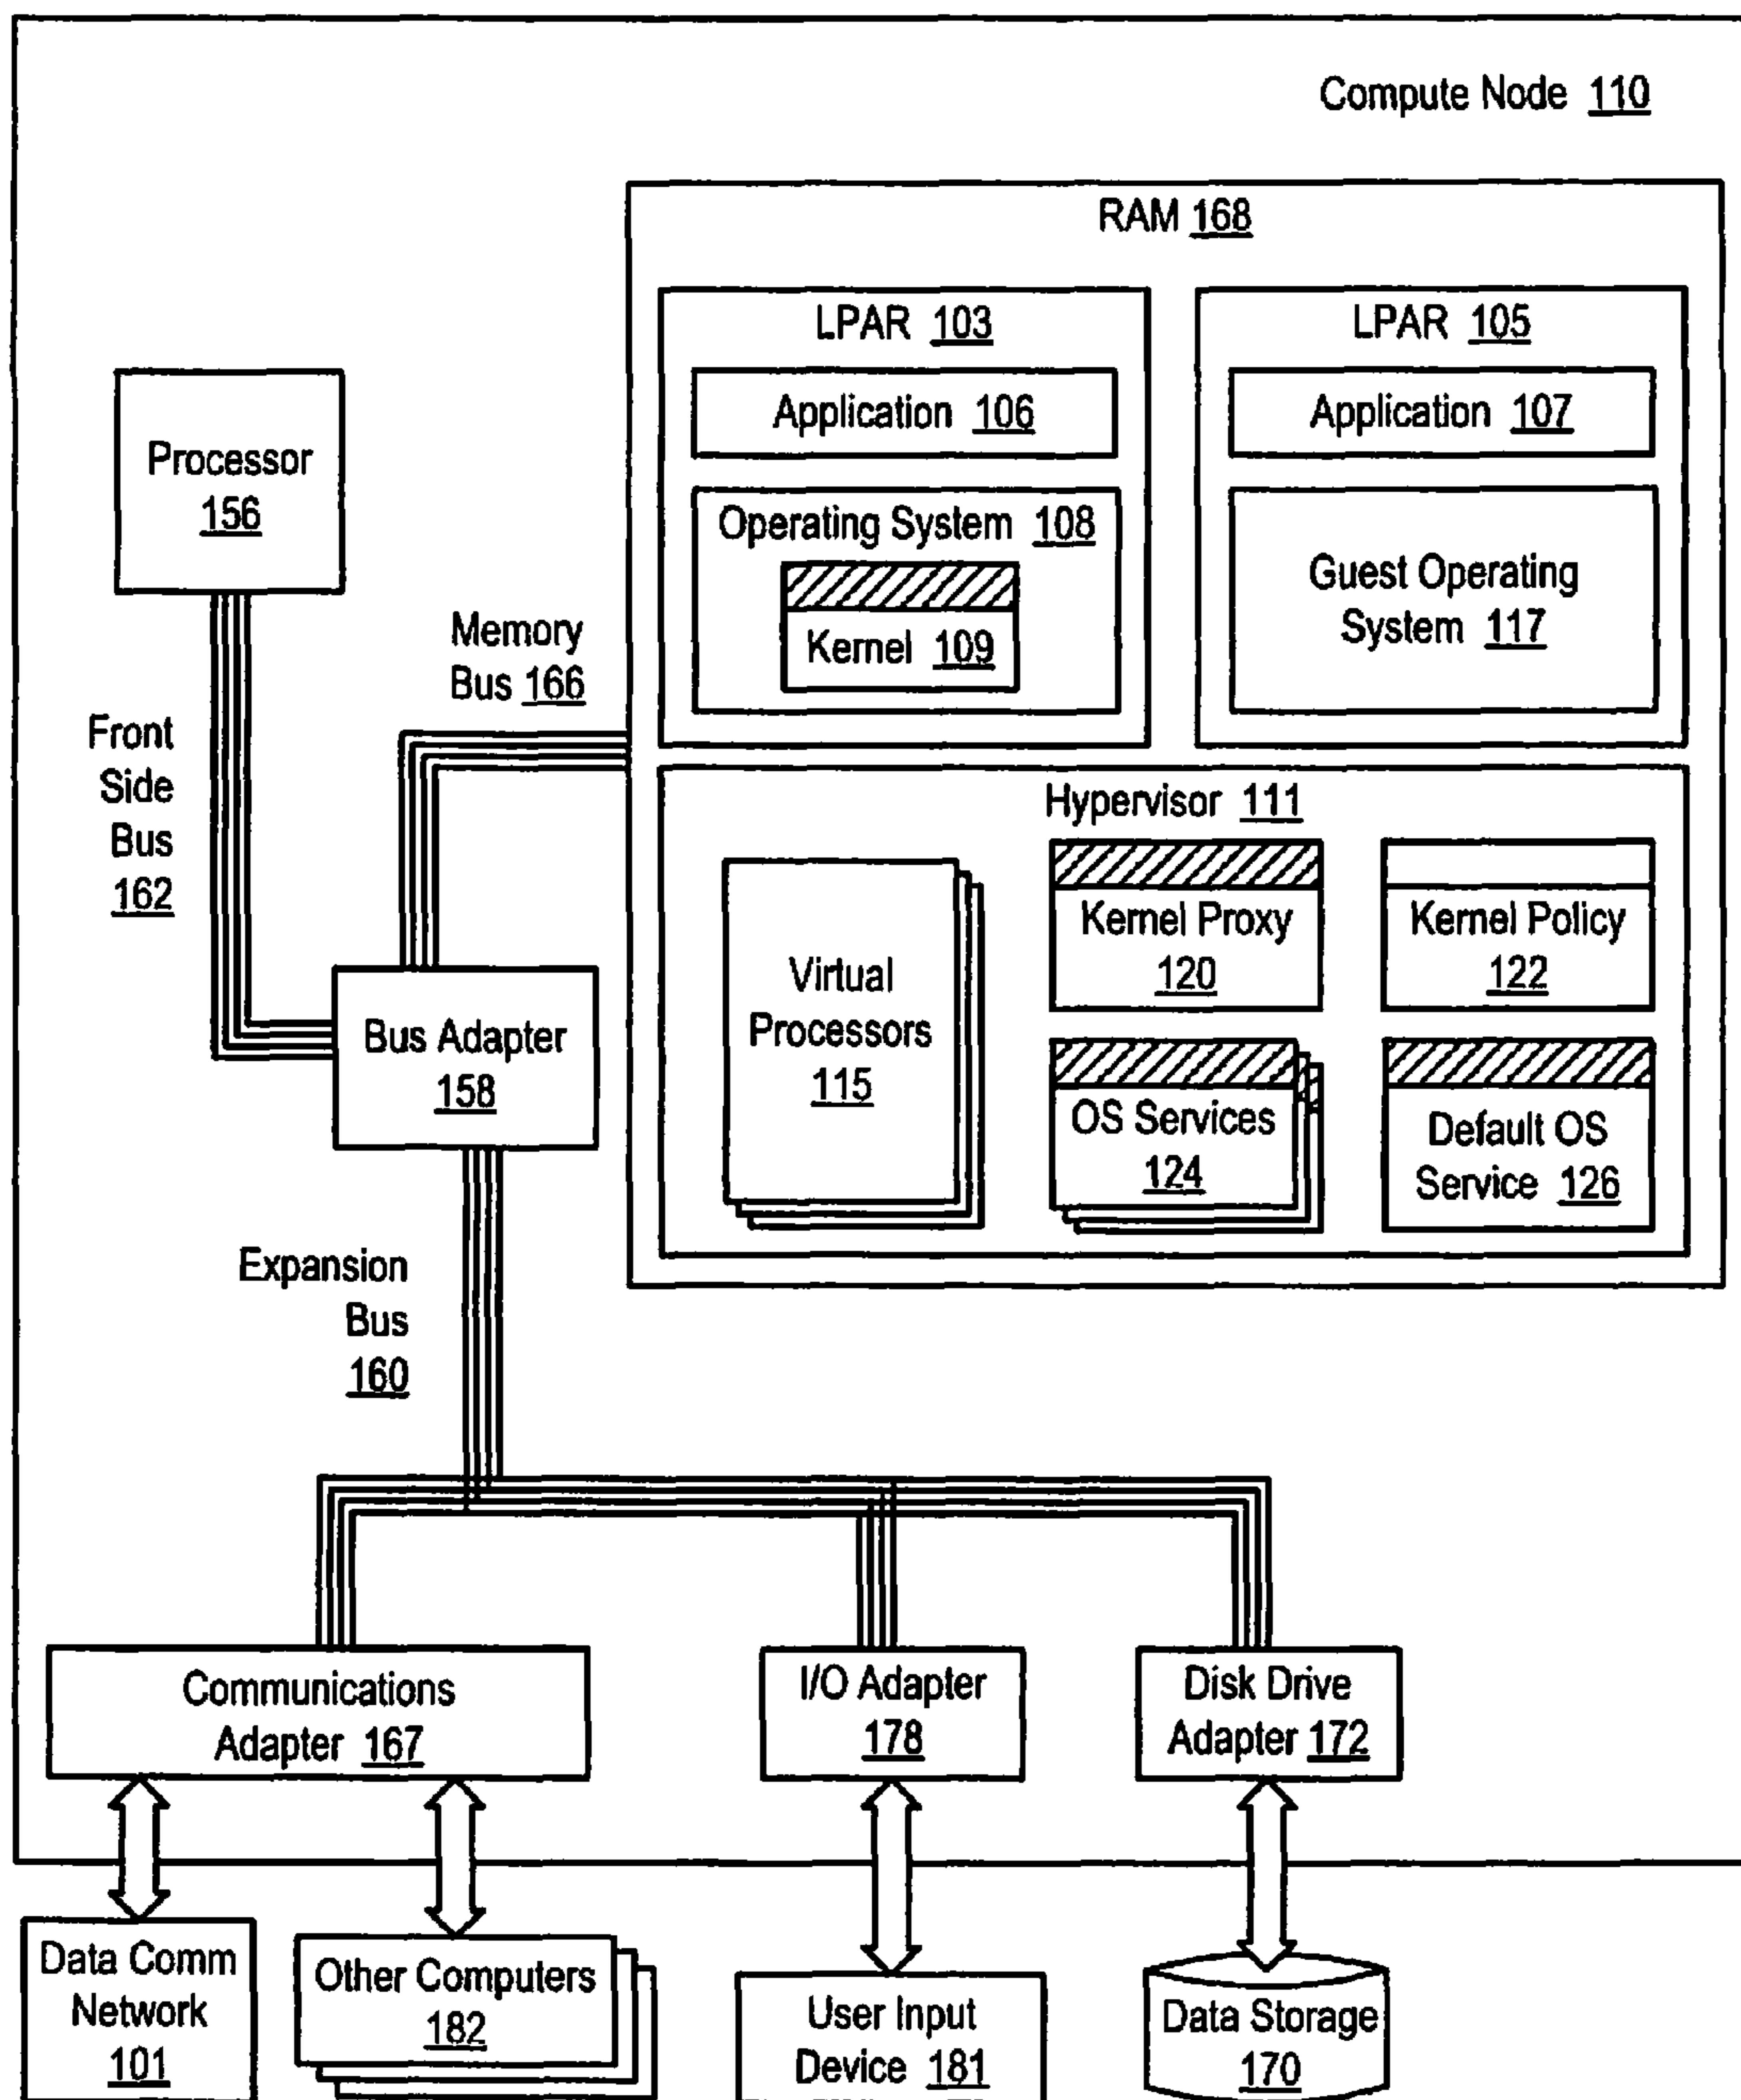 Compute Node 110
RAM 168
LPAR 103
Application 106
Operating System 108
Kernel 109
LPAR 105
Application 107
Guest Operating
System 117
Processor
156
Memory
Bus 166
Front
Side
Bus
162
Hypervisor 111
Virtual
Processors
115
Kernel Proxy
120
Kernel Policy
122
OS Services
124
Default OS
Service 126
Bus Adapter
158
Expansion
Bus
160
Communications
Adapter 167
I/O Adapter
178
Disk Drive
Adapter 172
Data Comm
Network
101
Other Computers
182
User Input
Device 181
Data Storage
170